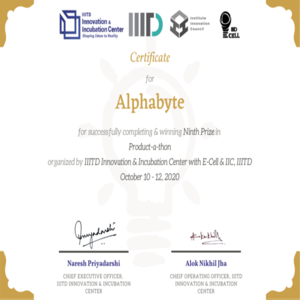 IIITD
Innovation &
Incubation Center
Shaping Ideas to Reality
IIITD
Institute
Innovation
Council
IIID
E-CELL
Certificate
for
Alphabyte
for successfully completing & winning Ninth Prize in
Product-a-thon
organized by IIITD Innovation & Incubation Center with E-Cell & IIC, IIITD
October 10 - 12, 2020
Naresh Priyadarshi
CHIEF EXECUTIVE OFFICER,
IIITD INNOVATION & INCUBATION
CENTER
Alok Nikhil Jha
CHEIF OPERATING OFFICER, IIITD
INNOVATION & INCUBATION
CENTER